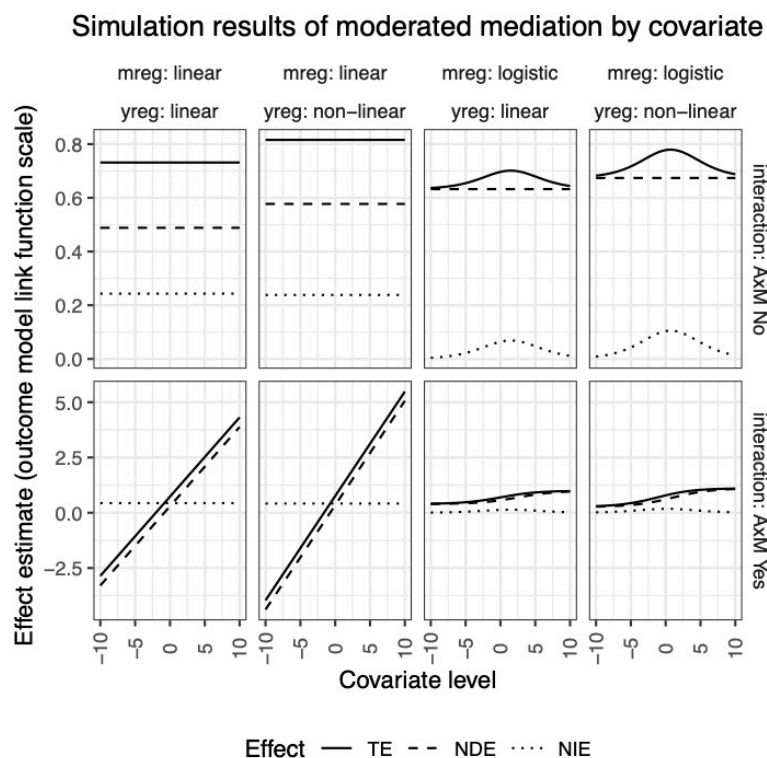 Simulation results of moderated mediation by covariate
mreg: linear
mreg: linear
mreg: logistic
mreg: logistic
yreg: linear
yreg: non−linear
yreg: linear
yreg: non−linear
Effect estimate (outcome model link function scale)
0.8
0.6
0.4
0.2
0.0
interaction: AxM No
5.0
2.5
0.0
−2.5
interaction: AxM Yes
−10
−5
0
5
10
−10
−5
0
5
10
−10
−5
0
5
10
−10
−5
0
5
10
Covariate level
Effect
TE
NDE
NIE